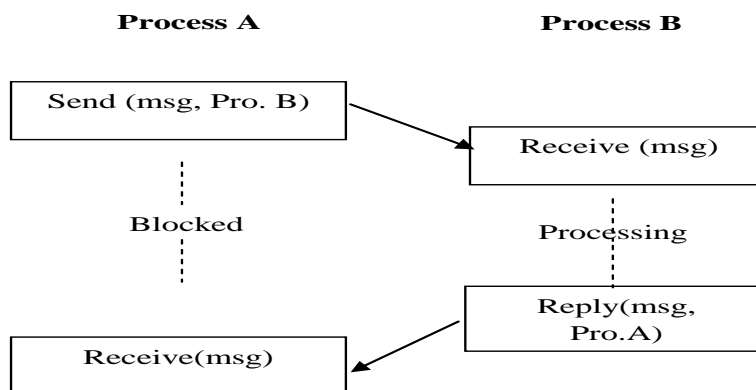 Process A
Process B
Send (msg, Pro. B)
Receive (msg)
Blocked
Processing
Reply(msg,
Pro.A)
Receive(msg)